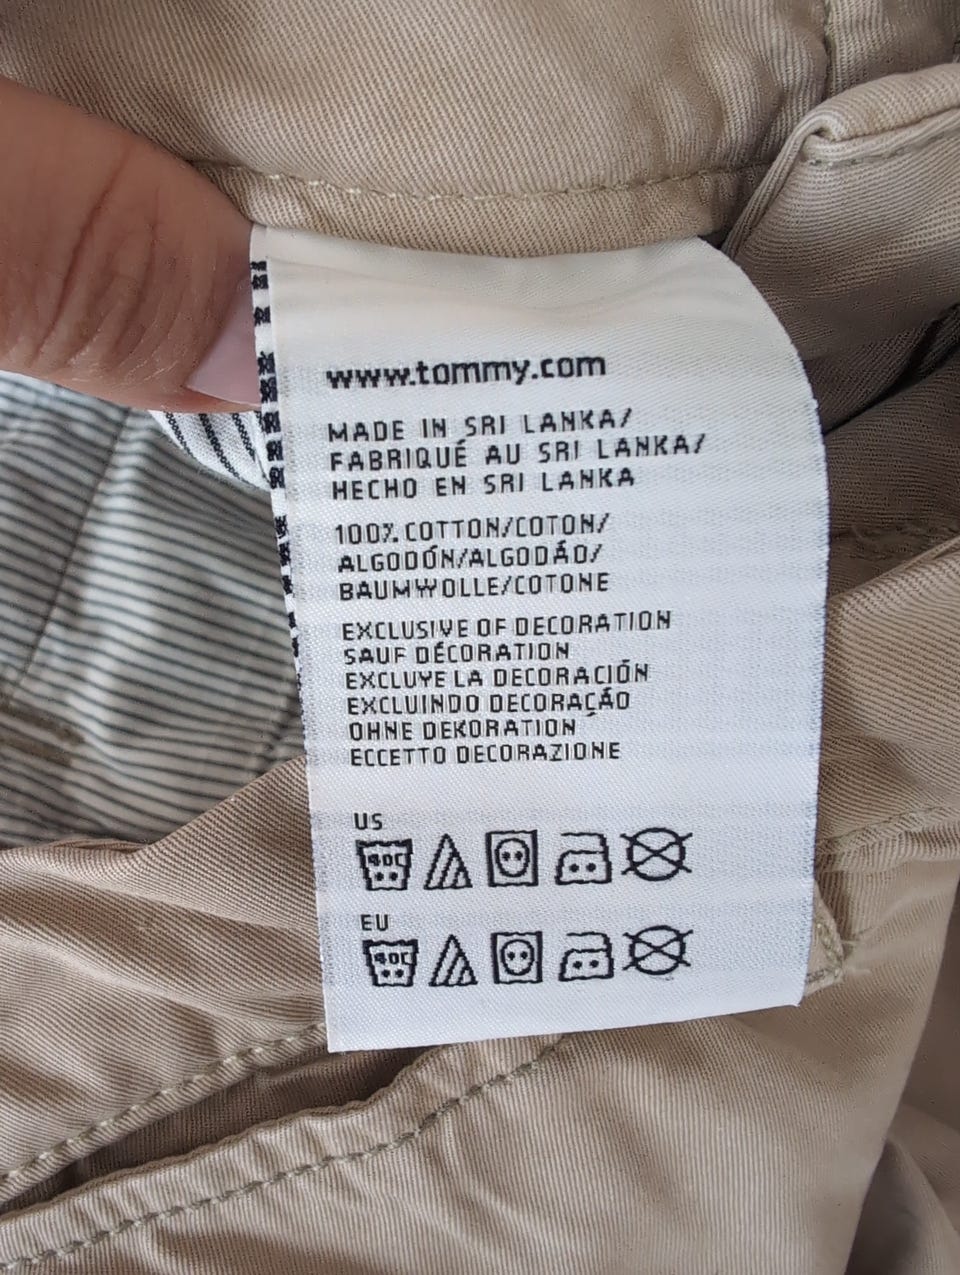 www.tommy.com
MADE IN SRI LANKA/
FABRIQUÉ AU SRI LANKA/
HECHO EN SRI LANKA
100% COTTON/COTON/
ALGODÓN/ALGODÃO/
BAUMWOLLE/COTONE
EXCLUSIVE OF DECORATION
SAUF DÉCORATION
EXCLUYE LA DECORACIÓN
EXCLUINDO DECORAÇÃO
OHNE DEKORATION
ECCETTO DECORAZIONE
US
40C
EU
40C